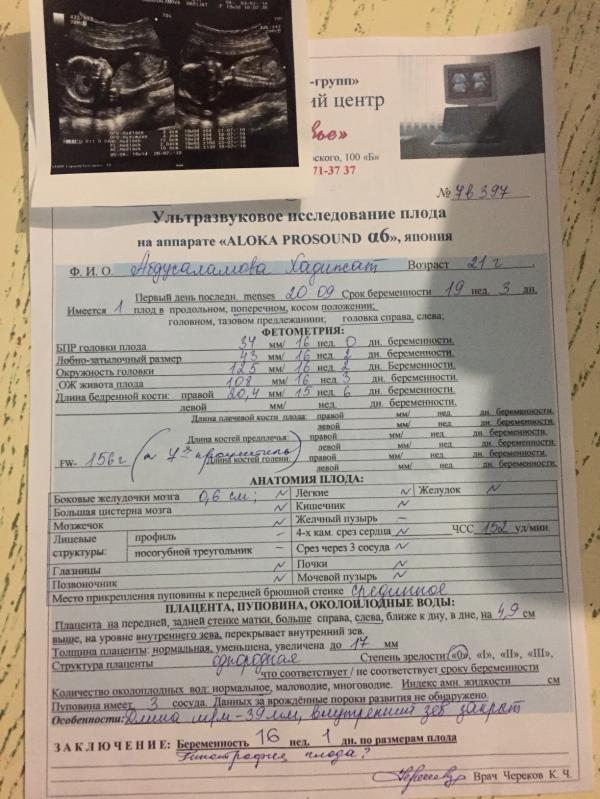 -групп»
ий центр
ье»
ского, 100 «Б»
71-37 37
№ 7в 397
Ультразвуковое исследование плода
на аппарате «ALOKA PROSOUND α6», япония
Ф. И. О. Абдусаламова Хадижат Возраст 21 г.
Первый день последн. menses 20 09 Срок беременности 19 нед. 3 дн.
Имеется 1 плод в продольном, поперечном, косом положении;
головном, тазовом предлежании; головка справа, слева;
ФЕТОМЕТРИЯ:
БПР головки плода 34 мм/ 16 нед. 0 дн. беременности.
Лобно-затылочный размер 43 мм/ 16 нед. 2 дн. беременности.
Окружность головки 125 мм/ 16 нед. 2 дн. беременности.
ОЖ живота плода 108 мм/ 16 нед. 3 дн. беременности.
Длина бедренной кости: правой 20,4 мм/ 15 нед. 6 дн. беременности.
левой мм/ нед. дн. беременности.
Длина плечевой кости плода: правой мм/ нед. дн. беременности.
левой мм/ нед. дн. беременности.
Длина костей предплечья: правой мм/ нед. дн. беременности.
левой мм/ нед. дн. беременности.
Длина костей голени: правой мм/ нед. дн. беременности.
левой мм/ нед. дн. беременности.
FW- 156 г
АНАТОМИЯ ПЛОДА:
Боковые желудочки мозга 0,6 см; N Лёгкие N Желудок N
Большая цистерна мозга N Кишечник N
Мозжечок N Желчный пузырь –
Лицевые структуры: профиль – 4-х кам. срез сердца N ЧСС 152 уд/мин.
носогубной треугольник – Срез через 3 сосуда N
Глазницы N Почки N
Позвоночник N Мочевой пузырь N
Место прикрепления пуповины к передней брюшной стенке срединное
ПЛАЦЕНТА, ПУПОВИНА, ОКОЛОПЛОДНЫЕ ВОДЫ:
Плацента на передней, задней стенке матки, больше справа, слева, ближе к дну, в дне, на 4,9 см
выше, на уровне внутреннего зева, перекрывает внутренний зев.
Толщина плаценты: нормальная, уменьшена, увеличена до 17 мм
Структура плаценты однородная Степень зрелости «0», «I», «II», «III»,
что соответствует / не соответствует сроку беременности
Количество околоплодных вод: нормальное, маловодие, многоводие. Индекс амн. жидкости см
Пуповина имеет 3 сосуда. Данных за врождённые пороки развития не обнаружено.
Особенности: Длина ц/м-39мм, внутренний зев закрыт
ЗАКЛЮЧЕНИЕ: Беременность 16 нед. 1 дн. по размерам плода
Гипотрофия плода?
Врач Череков К. Ч.